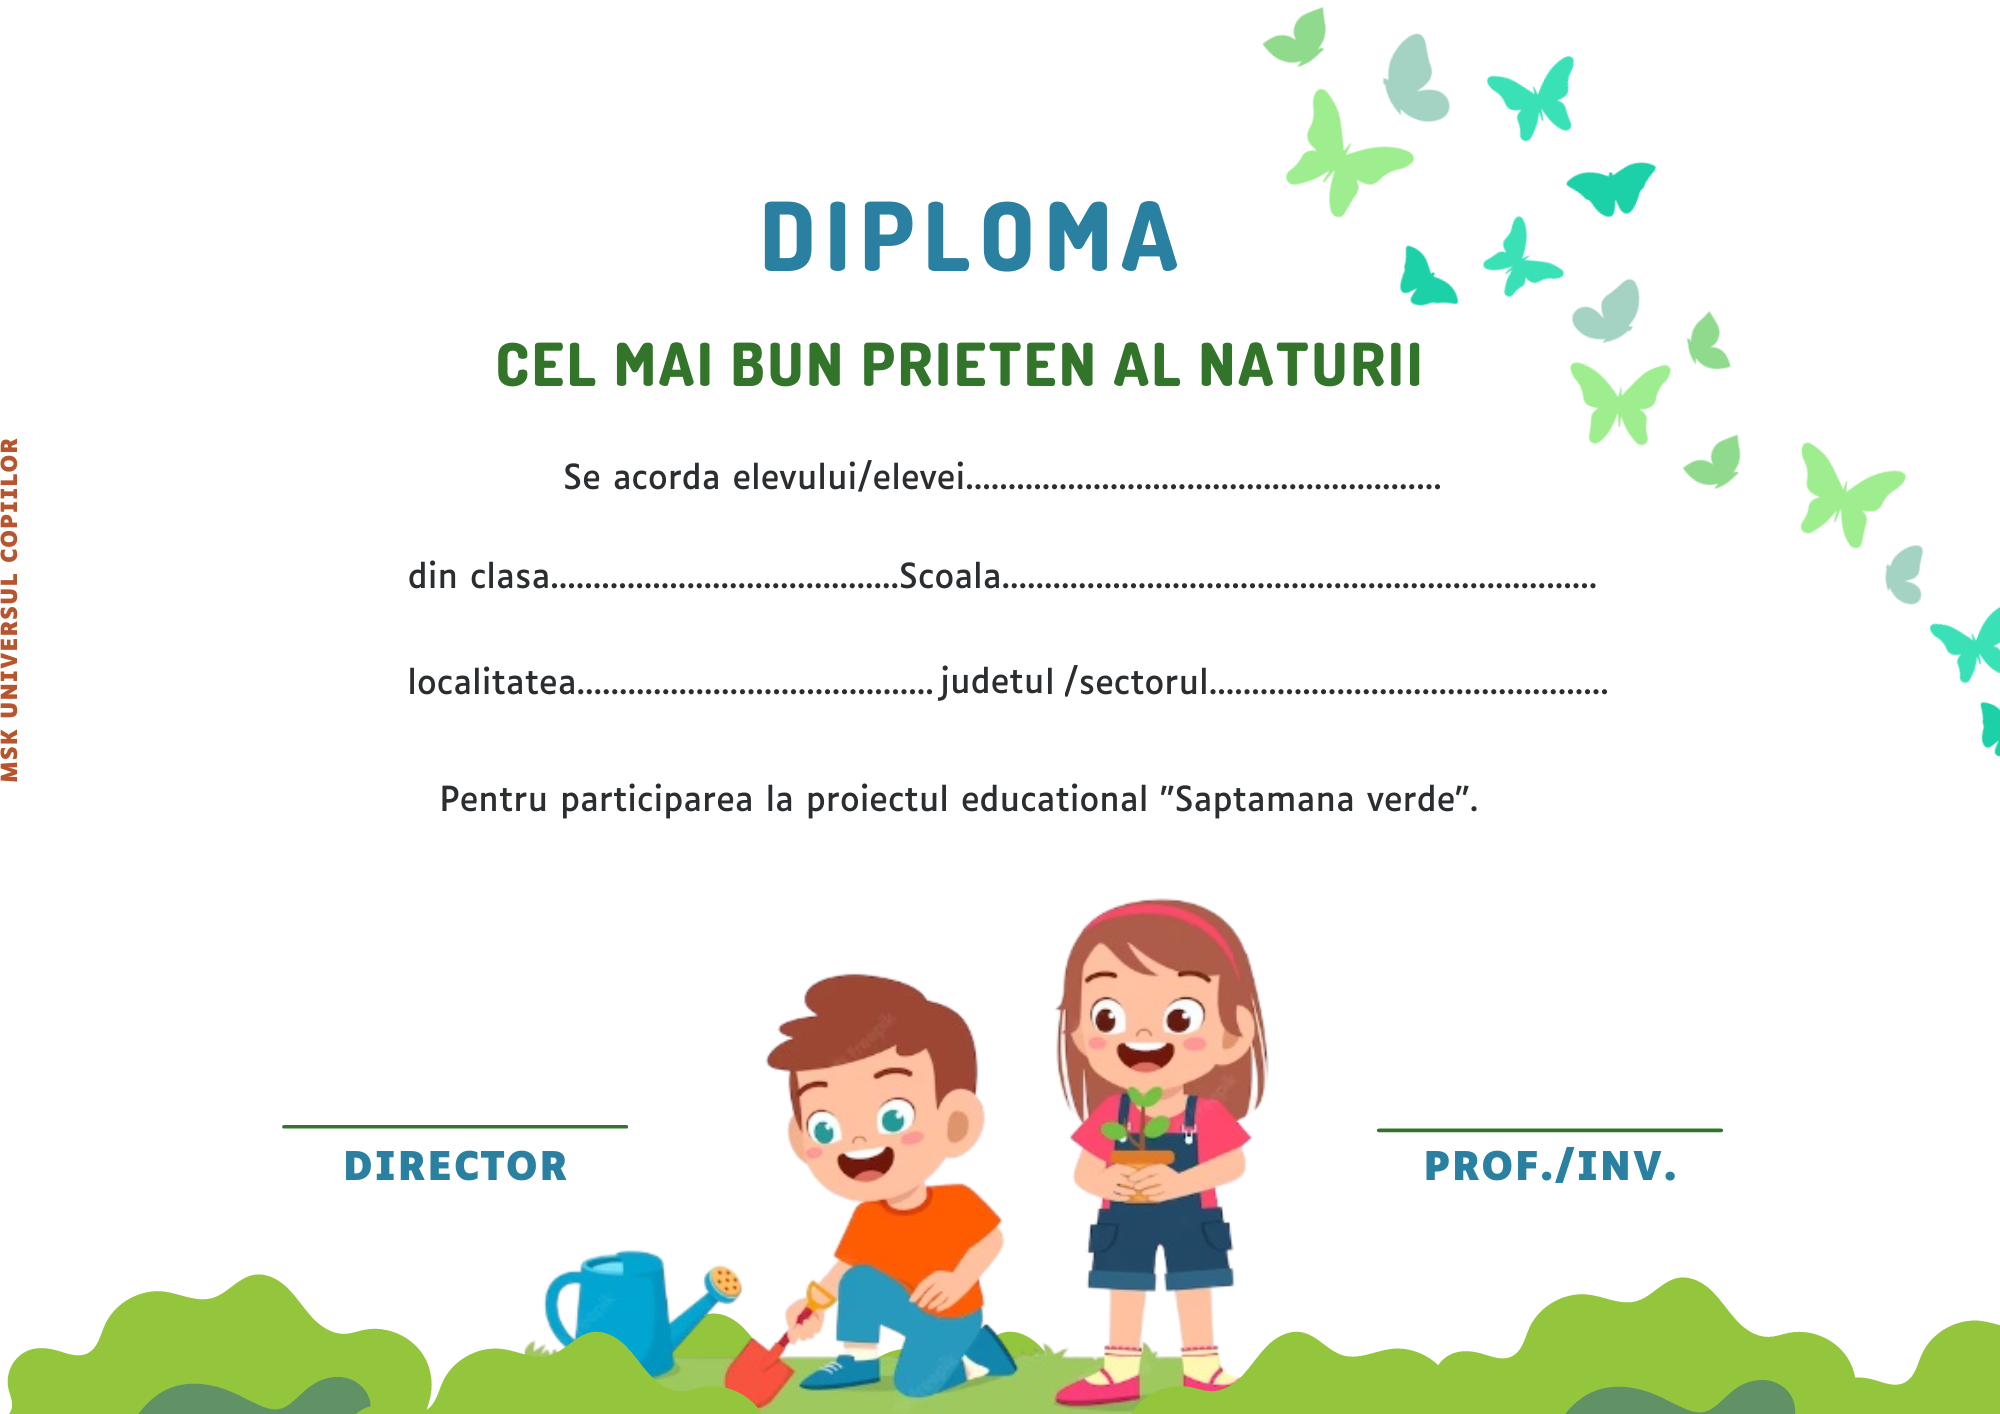 DIPLOMA
CEL MAI BUN PRIETEN AL NATURII
Se acorda elevului/elevei........................................................
din clasa.........................................Scoala......................................................................
localitatea.......................................... judetul /sectorul...............................................
Pentru participarea la proiectul educational ”Saptamana verde”.
MSK UNIVERSUL COPIILOR
DIRECTOR
PROF./INV.